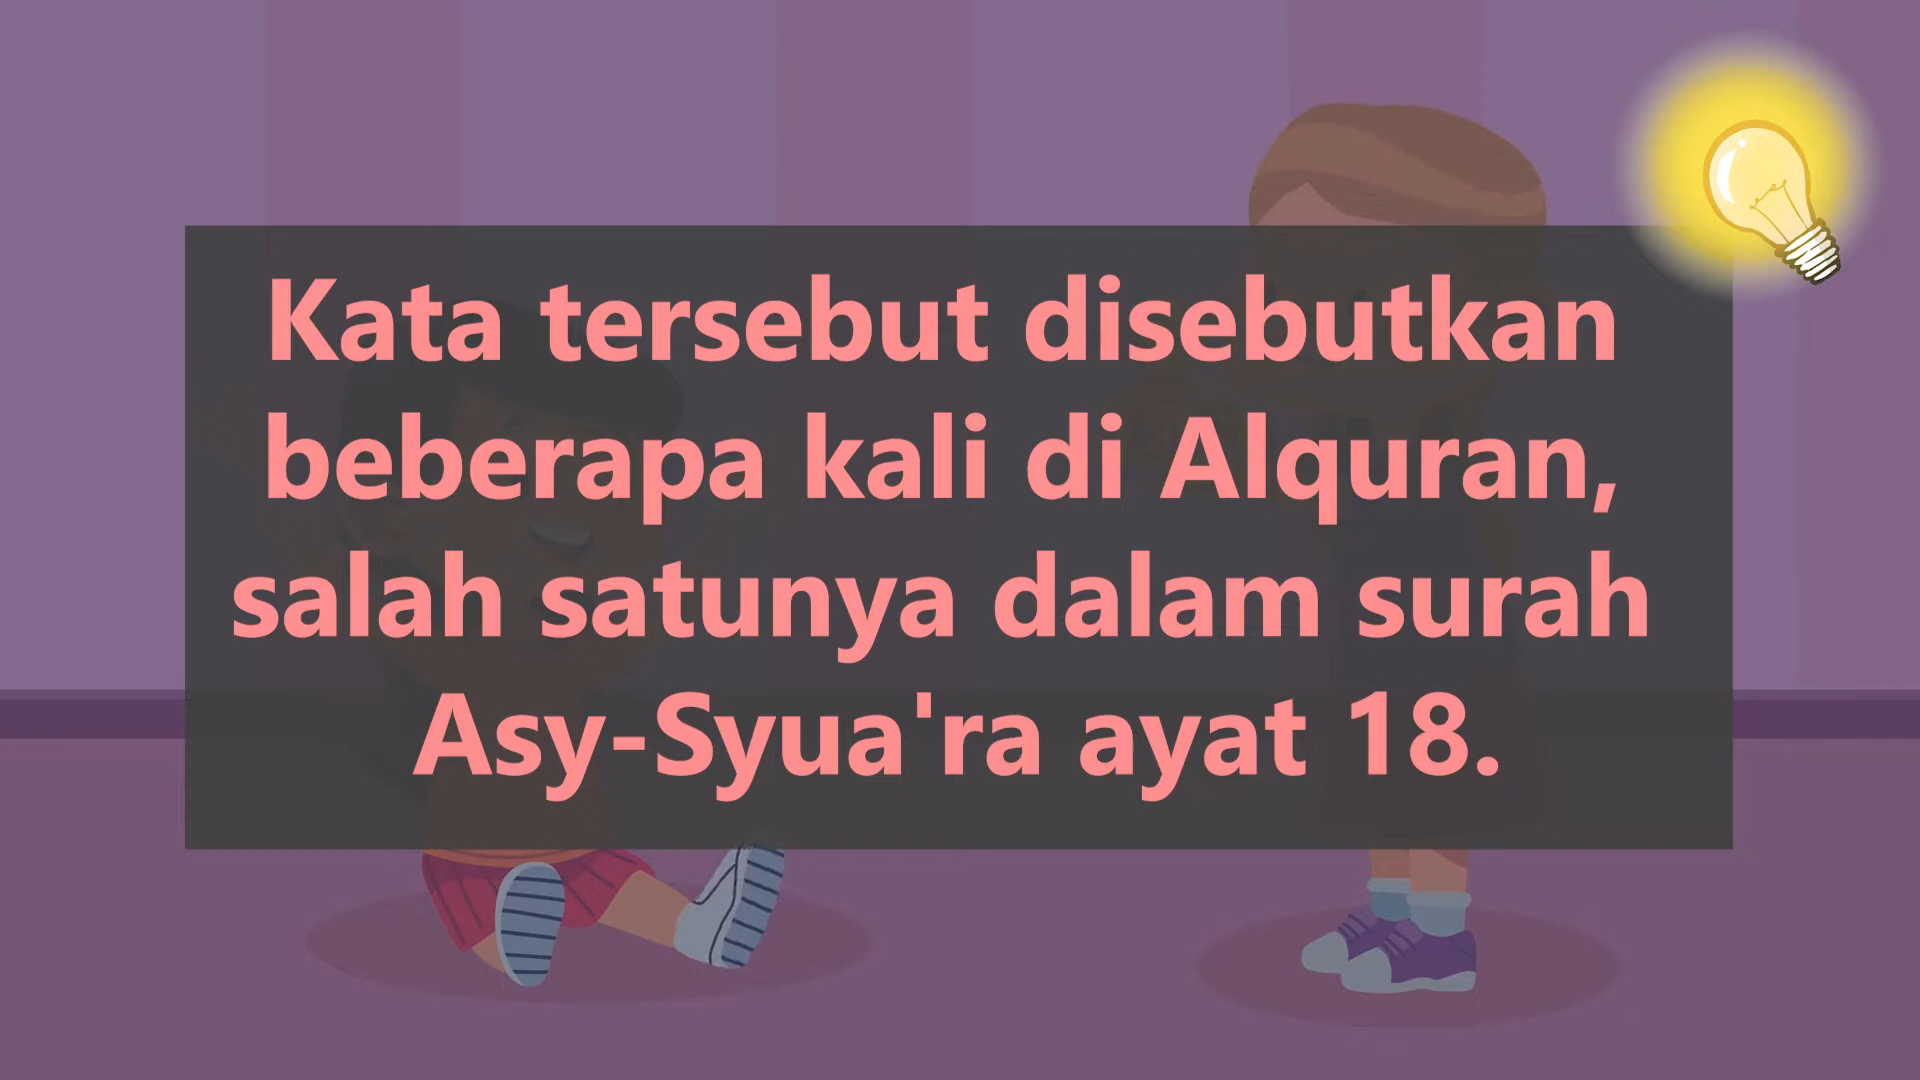 Kata tersebut disebutkan
beberapa kali di Alquran,
salah satunya dalam surah
Asy-Syua'ra ayat 18.